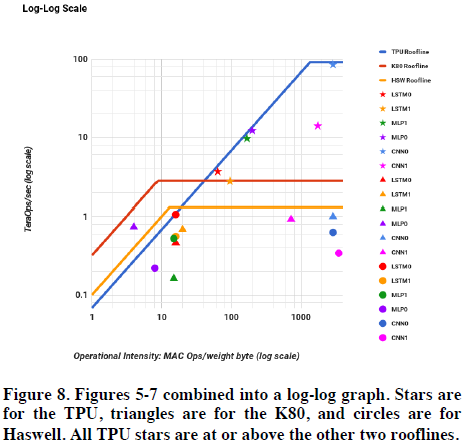 Log-Log Scale
TeraOps/sec (log scale)
100
10
1
0.1
1
10
100
1000
Operational Intensity: MAC Ops/weight byte (log scale)
TPU Roofline
K80 Roofline
HSW Roofline
LSTM0
LSTM1
MLP1
MLP0
CNN0
CNN1
LSTM0
LSTM1
MLP1
MLP0
CNN0
CNN1
LSTM0
LSTM1
MLP1
MLP0
CNN0
CNN1
Figure 8. Figures 5-7 combined into a log-log graph. Stars are
for the TPU, triangles are for the K80, and circles are for
Haswell. All TPU stars are at or above the other two rooflines.